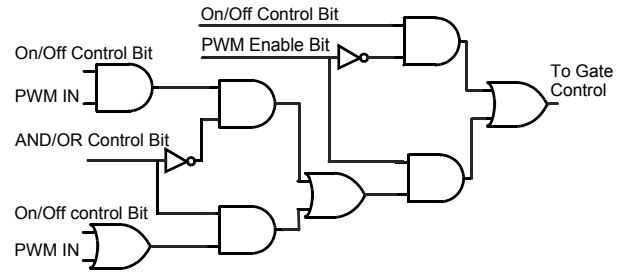 On/Off Control Bit
PWM Enable Bit
On/Off Control Bit
PWM IN
To Gate
Control
AND/OR Control Bit
On/Off control Bit
PWM IN